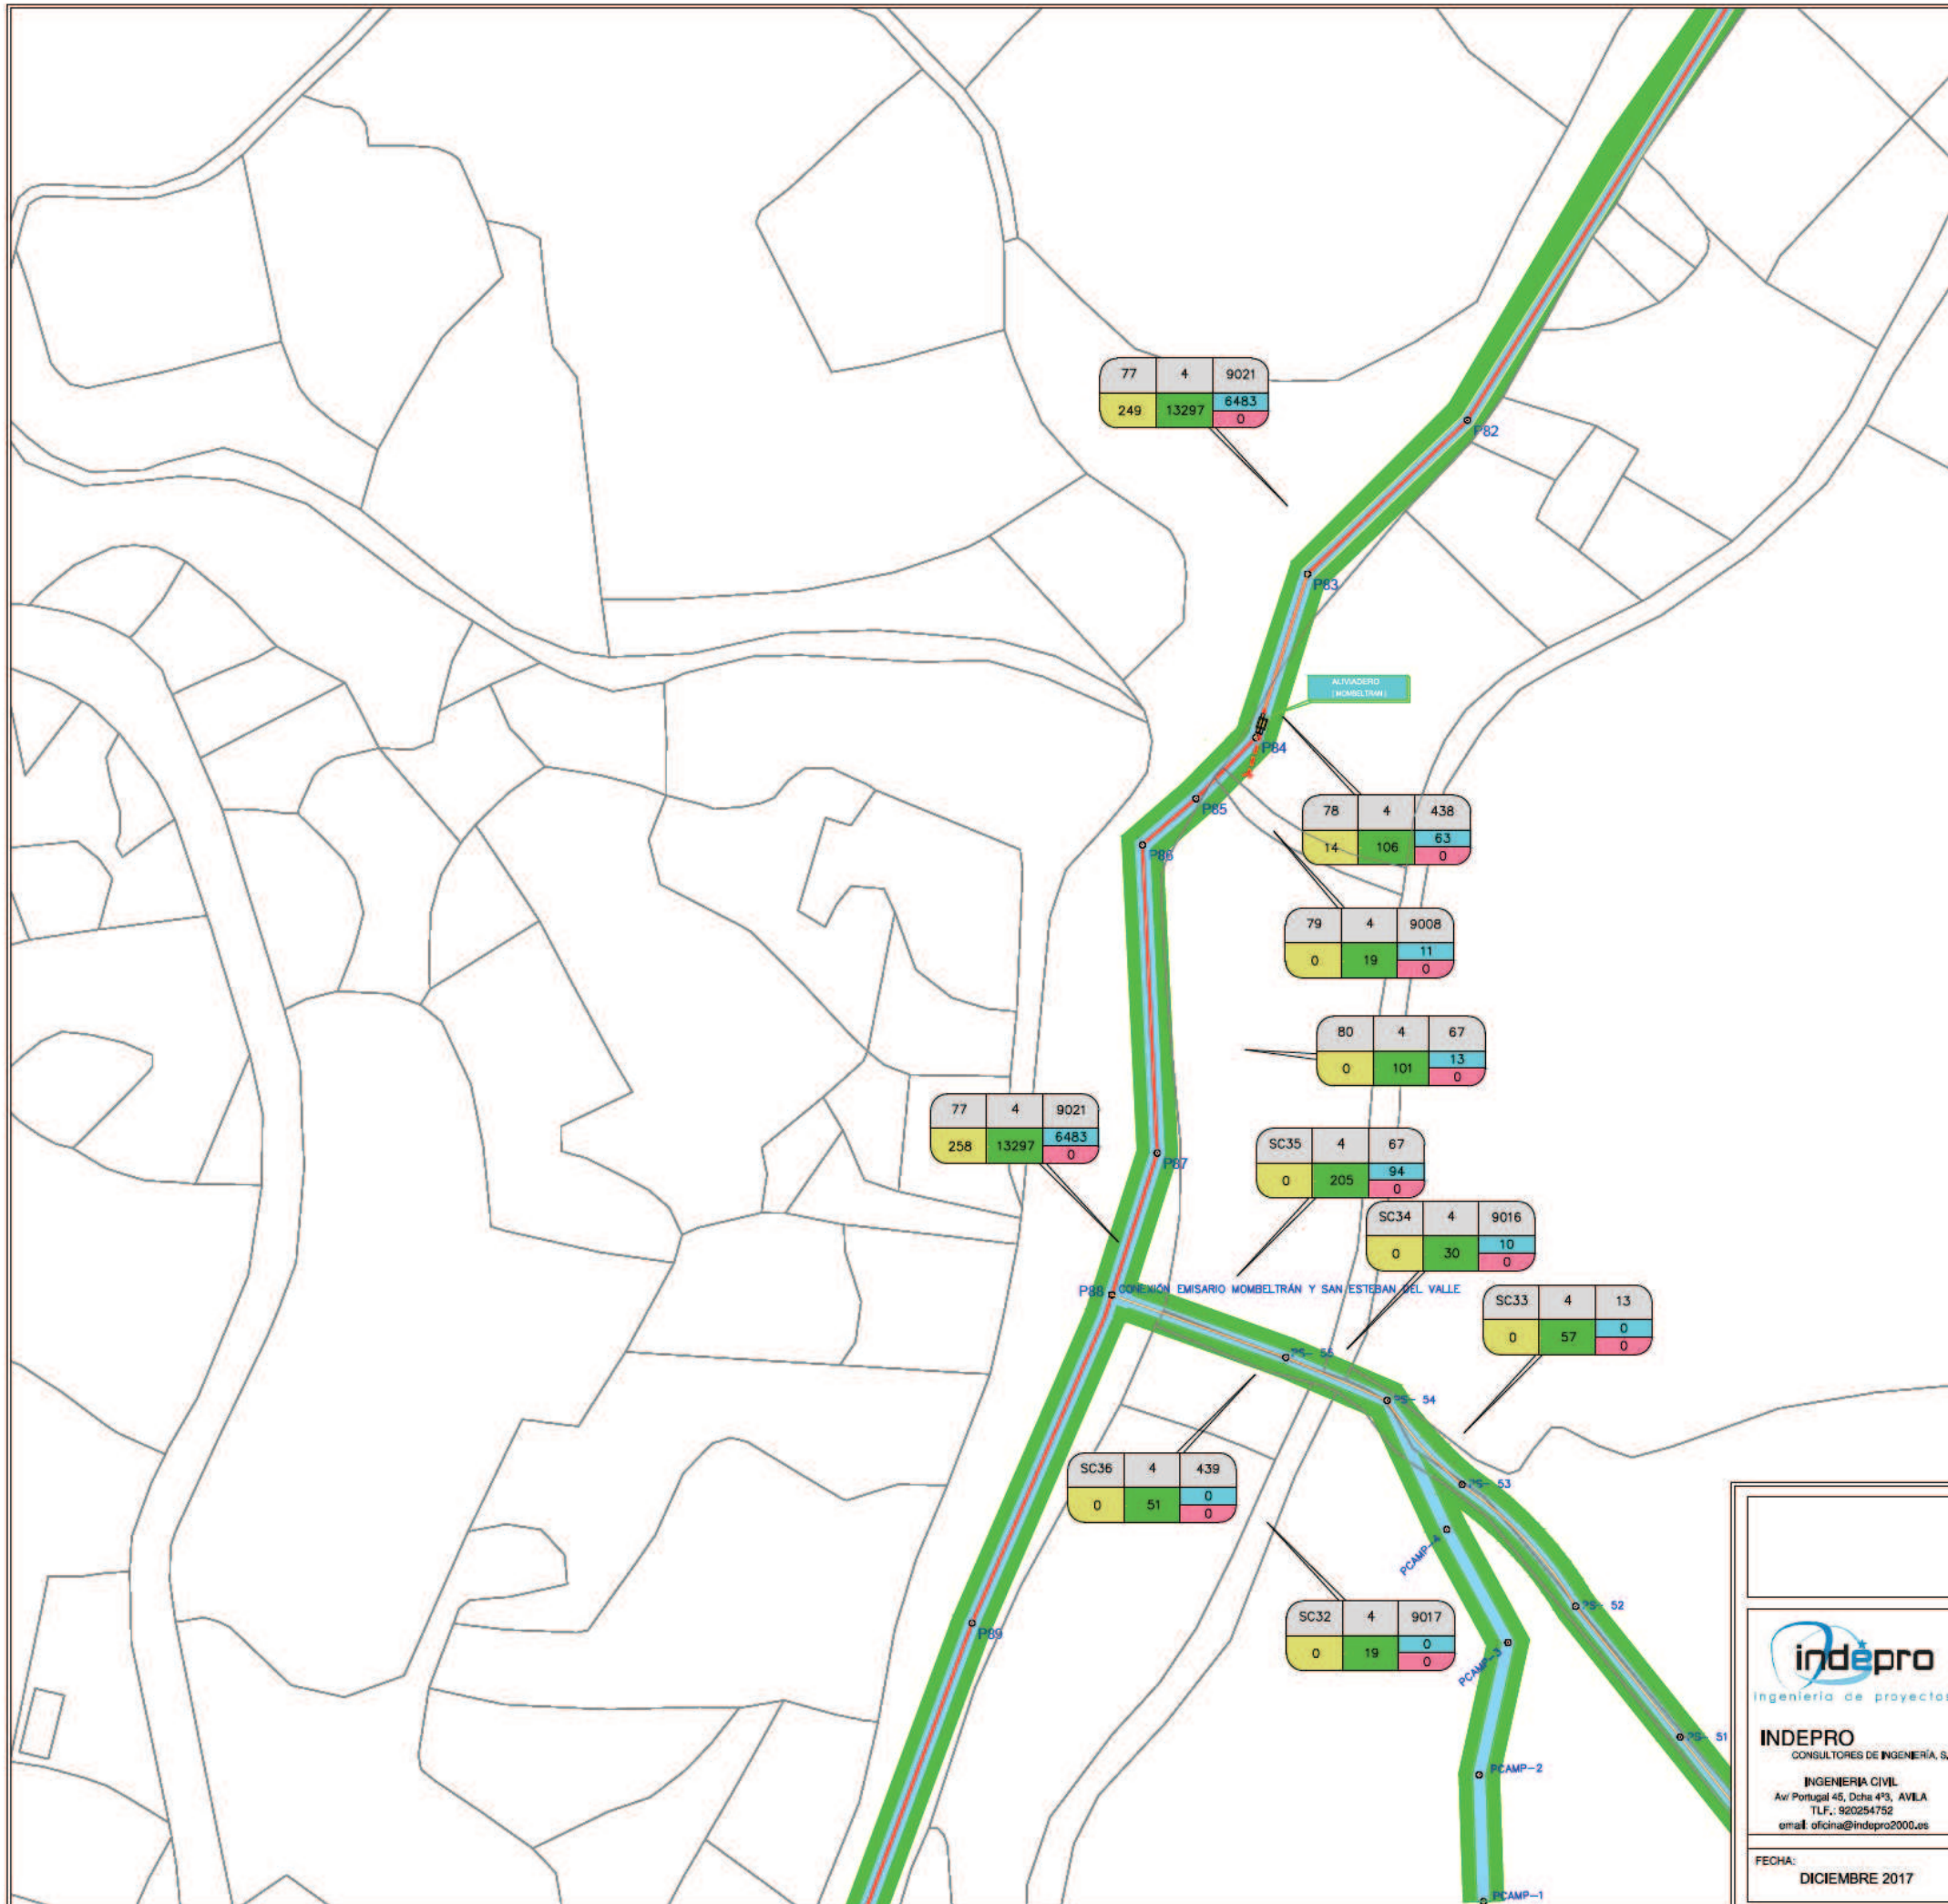 77 4 9021
249 13297 6483
0
P82
P83
ALIVIADERO
(MOMBELTRAN)
P84
P85
78 4 438
14 106 63
0
P86
79 4 9008
0 19 11
0
80 4 67
0 101 13
0
77 4 9021
258 13297 6483
0
P87
SC35 4 67
0 205 94
0
SC34 4 9016
0 30 10
0
P88 CONEXIÓN EMISARIO MOMBELTRÁN Y SAN ESTEBAN DEL VALLE
SC33 4 13
0 57 0
0
PS- 55
PS- 54
SC36 4 439
0 51 0
0
PS- 53
PCAMP-4
PS- 52
SC32 4 9017
0 19 0
0
P89
PCAMP-3
PS- 51
PCAMP-2
PCAMP-1
indepro
ingeniería de proyectos
INDEPRO
CONSULTORES DE INGENIERÍA, S.
INGENIERIA CIVIL
Av/ Portugal 45, Dcha 4º3, AVILA
TLF.: 920254752
email: oficina@indepro2000.es
FECHA:
DICIEMBRE 2017